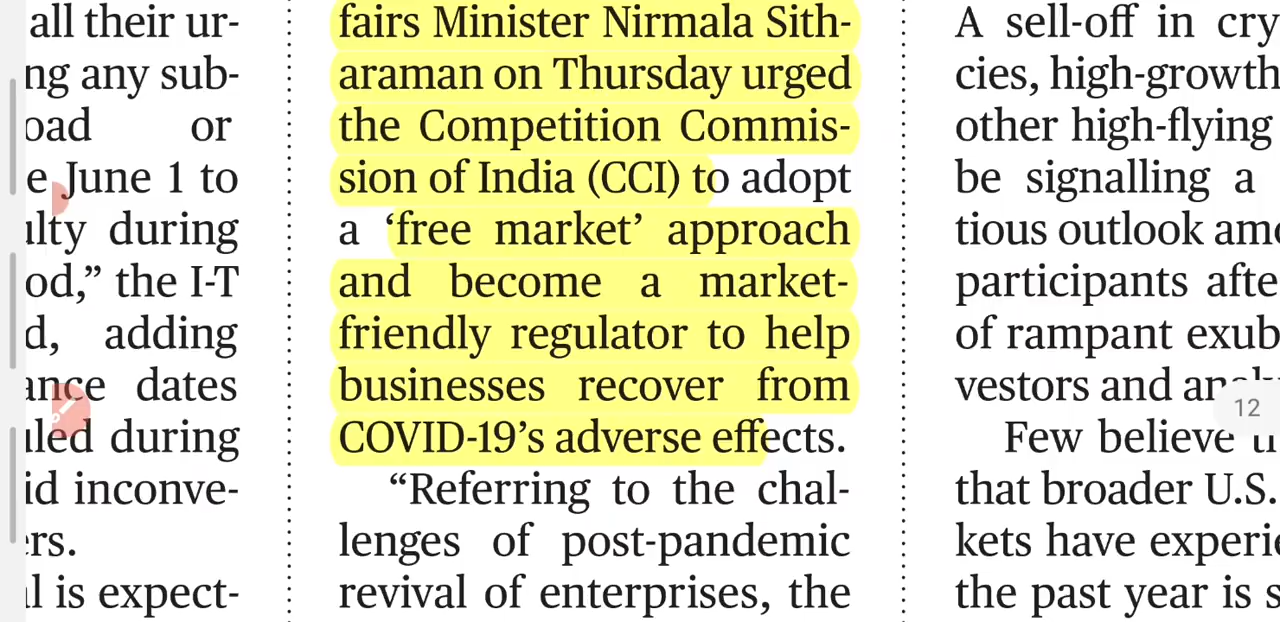 all their ur-
ng any sub-
oad or
e June 1 to
ulty during
od,” the I-T
d, adding
ance dates
uled during
id inconve-
ers.
al is expect-
fairs Minister Nirmala Sith-
araman on Thursday urged
the Competition Commis-
sion of India (CCI) to adopt
a ‘free market’ approach
and become a market-
friendly regulator to help
businesses recover from
COVID-19’s adverse effects.
“Referring to the chal-
lenges of post-pandemic
revival of enterprises, the
A sell-off in cry
cies, high-growth
other high-flying
be signalling a
tious outlook amo
participants afte
of rampant exub
vestors and
12
Few believe
that broader U.S.
kets have experie
the past year is s